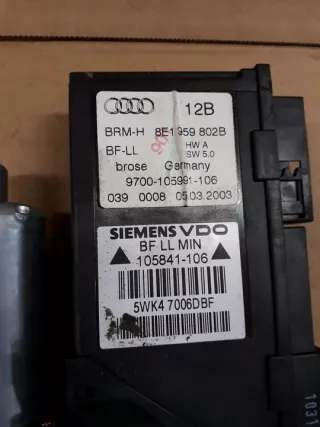 12B
BRM-H 8E1 959 802B
BF-LL HW A
SW 5.0
brose Germany
9700-105991-106
039 0008 05.03.2003
SIEMENS VDO
BF LL MIN
105841-106
5WK4 7006DBF
1031